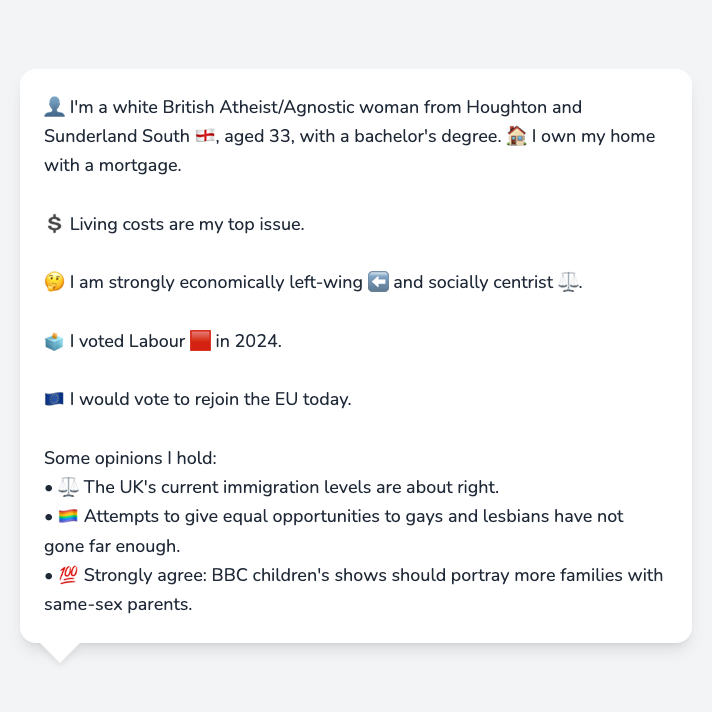 👤 I'm a white British Atheist/Agnostic woman from Houghton and
Sunderland South 🏴󠁧󠁢󠁥󠁮󠁧󠁿, aged 33, with a bachelor's degree. 🏠 I own my home
with a mortgage.
💲 Living costs are my top issue.
🤔 I am strongly economically left-wing ⬅️ and socially centrist ⚖️.
🗳️ I voted Labour 🟥 in 2024.
🇪🇺 I would vote to rejoin the EU today.
Some opinions I hold:
• ⚖️ The UK's current immigration levels are about right.
• 🏳️‍🌈 Attempts to give equal opportunities to gays and lesbians have not
gone far enough.
• 💯 Strongly agree: BBC children's shows should portray more families with
same-sex parents.